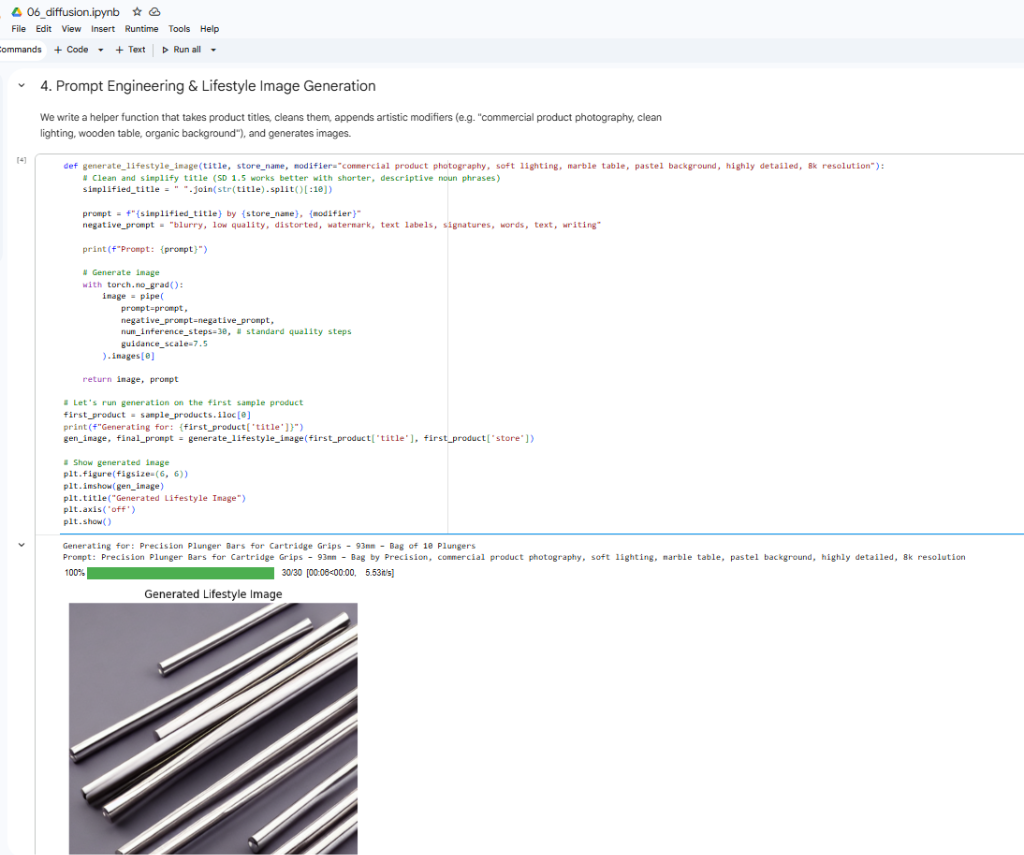 06_diffusion.ipynb
File Edit View Insert Runtime Tools Help
Commands + Code + Text Run all
4. Prompt Engineering & Lifestyle Image Generation
We write a helper function that takes product titles, cleans them, appends artistic modifiers (e.g. "commercial product photography, clean
lighting, wooden table, organic background"), and generates images.
[4]
def generate_lifestyle_image(title, store_name, modifier="commercial product photography, soft lighting, marble table, pastel background, highly detailed, 8k resolution"):
# Clean and simplify title (SD 1.5 works better with shorter, descriptive noun phrases)
simplified_title = " ".join(str(title).split()[:10])
prompt = f"{simplified_title} by {store_name}, {modifier}"
negative_prompt = "blurry, low quality, distorted, watermark, text labels, signatures, words, text, writing"
print(f"Prompt: {prompt}")
# Generate image
with torch.no_grad():
image = pipe(
prompt=prompt,
negative_prompt=negative_prompt,
num_inference_steps=30, # standard quality steps
guidance_scale=7.5
).images[0]
return image, prompt
# Let's run generation on the first sample product
first_product = sample_products.iloc[0]
print(f"Generating for: {first_product['title']}")
gen_image, final_prompt = generate_lifestyle_image(first_product['title'], first_product['store'])
# Show generated image
plt.figure(figsize=(6, 6))
plt.imshow(gen_image)
plt.title("Generated Lifestyle Image")
plt.axis('off')
plt.show()
Generating for: Precision Plunger Bars for Cartridge Grips – 93mm – Bag of 10 Plungers
Prompt: Precision Plunger Bars for Cartridge Grips – 93mm – Bag by Precision, commercial product photography, soft lighting, marble table, pastel background, highly detailed, 8k resolution
100% 30/30 [00:06<00:00, 5.53it/s]
Generated Lifestyle Image